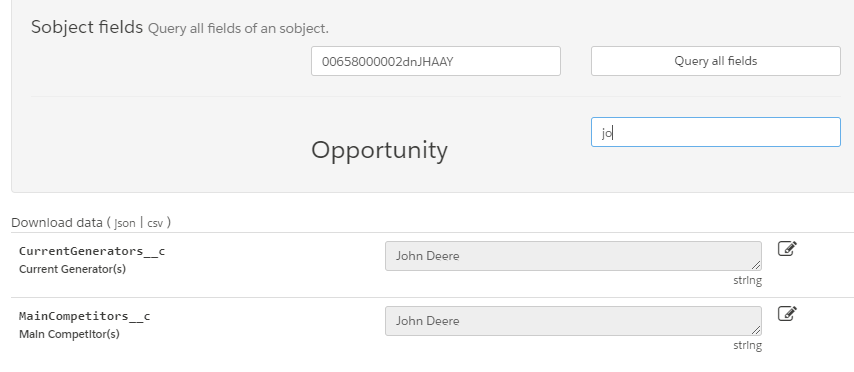 Sobject fields Query all fields of an sobject.
00658000002dnJHAAY
Query all fields
jo
Opportunity
Download data ( json | csv )
CurrentGenerators__c
Current Generator(s)
John Deere
string
MainCompetitors__c
Main Competitor(s)
John Deere
string